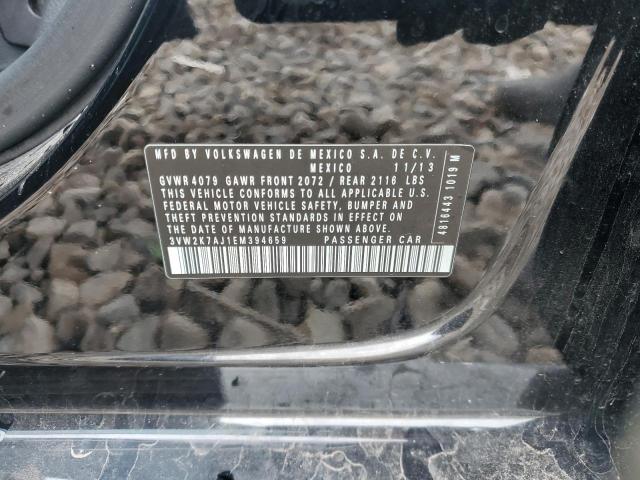 MFD BY VOLKSWAGEN DE MEXICO S.A. DE C.V.
MEXICO 11/13
GVWR 4079 GAWR FRONT 2072 / REAR 2116 LBS
THIS VEHICLE CONFORMS TO ALL APPLICABLE U.S.
FEDERAL MOTOR VEHICLE SAFETY, BUMPER AND
THEFT PREVENTION STANDARDS IN EFFECT ON
THE DATE OF MANUFACTURE SHOWN ABOVE.
3VW2K7AJ1EM394659 PASSENGER CAR
4816443 1019 M